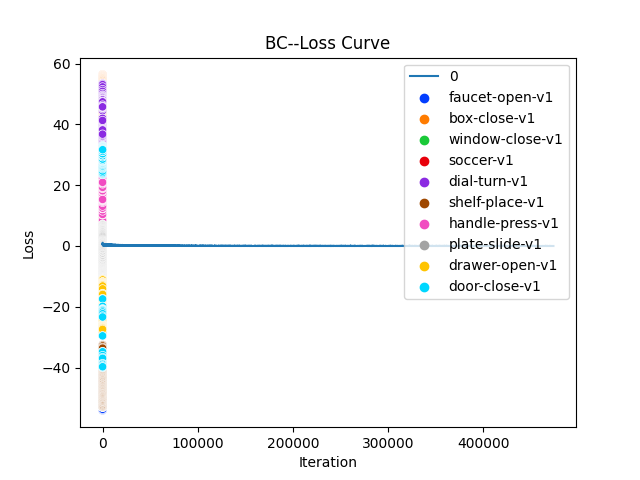 BC--Loss Curve
Loss
60
40
20
0
−20
−40
0
100000
200000
300000
400000
Iteration
0
faucet-open-v1
box-close-v1
window-close-v1
soccer-v1
dial-turn-v1
shelf-place-v1
handle-press-v1
plate-slide-v1
drawer-open-v1
door-close-v1